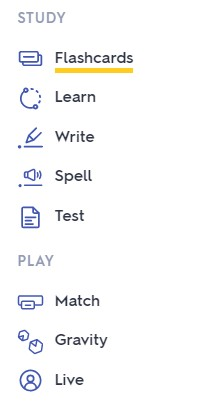 STUDY
Flashcards
Learn
Write
Spell
Test
PLAY
Match
Gravity
Live